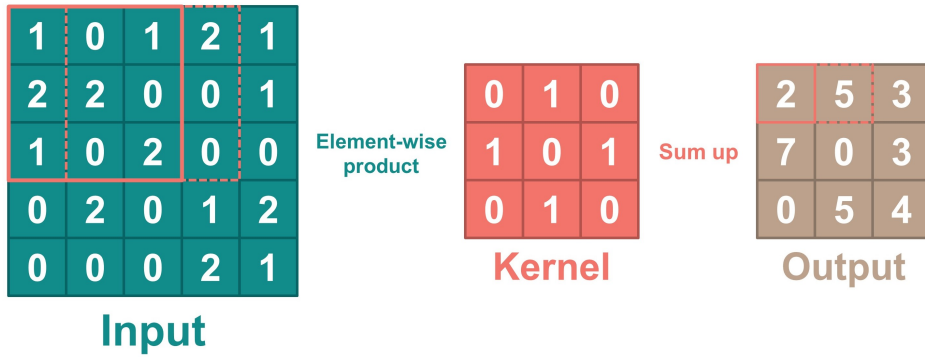 1 0 1 2 1
2 2 0 0 1
1 0 2 0 0
0 2 0 1 2
0 0 0 2 1
Input
Element-wise
product
0 1 0
1 0 1
0 1 0
Kernel
Sum up
2 5 3
7 0 3
0 5 4
Output